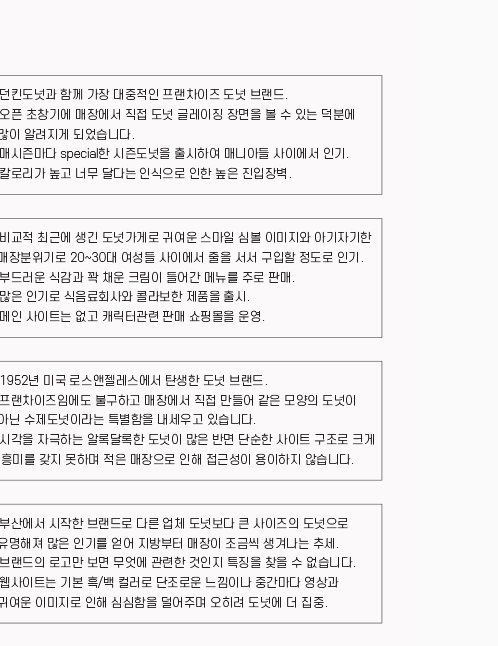 던킨도넛과 함께 가장 대중적인 프랜차이즈 도넛 브랜드.
오픈 초창기에 매장에서 직접 도넛 글레이징 장면을 볼 수 있는 덕분에
많이 알려지게 되었습니다.
매시즌마다 special한 시즌도넛을 출시하여 매니아들 사이에서 인기.
칼로리가 높고 너무 달다는 인식으로 인한 높은 진입장벽.
비교적 최근에 생긴 도넛가게로 귀여운 스마일 심볼 이미지와 아기자기한
매장분위기로 20~30대 여성들 사이에서 줄을 서서 구입할 정도로 인기.
부드러운 식감과 꽉 채운 크림이 들어간 메뉴를 주로 판매.
많은 인기로 식음료회사와 콜라보한 제품을 출시.
메인 사이트는 없고 캐릭터관련 판매 쇼핑몰을 운영.
1952년 미국 로스앤젤레스에서 탄생한 도넛 브랜드.
프랜차이즈임에도 불구하고 매장에서 직접 만들어 같은 모양의 도넛이
아닌 수제도넛이라는 특별함을 내세우고 있습니다.
시각을 자극하는 알록달록한 도넛이 많은 반면 단순한 사이트 구조로 크게
흥미를 갖지 못하며 적은 매장으로 인해 접근성이 용이하지 않습니다.
부산에서 시작한 브랜드로 다른 업체 도넛보다 큰 사이즈의 도넛으로
유명해져 많은 인기를 얻어 지방부터 매장이 조금씩 생겨나는 추세.
브랜드의 로고만 보면 무엇에 관련한 것인지 특징을 찾을 수 없습니다.
웹사이트는 기본 흑/백 컬러로 단조로운 느낌이나 중간마다 영상과
귀여운 이미지로 인해 심심함을 덜어주며 오히려 도넛에 더 집중.